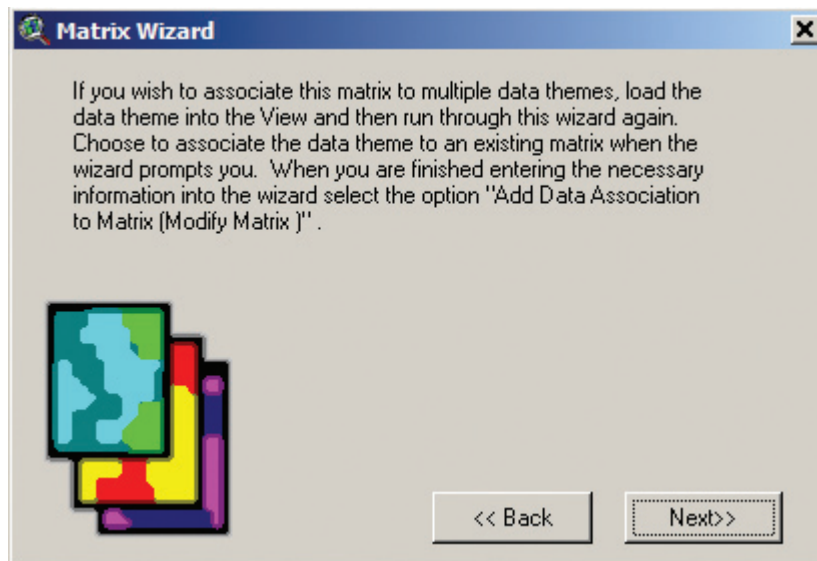 Matrix Wizard
If you wish to associate this matrix to multiple data themes, load the
data theme into the View and then run through this wizard again.
Choose to associate the data theme to an existing matrix when the
wizard prompts you.  When you are finished entering the necessary
information into the wizard select the option "Add Data Association
to Matrix (Modify Matrix )" .
<< Back
Next>>